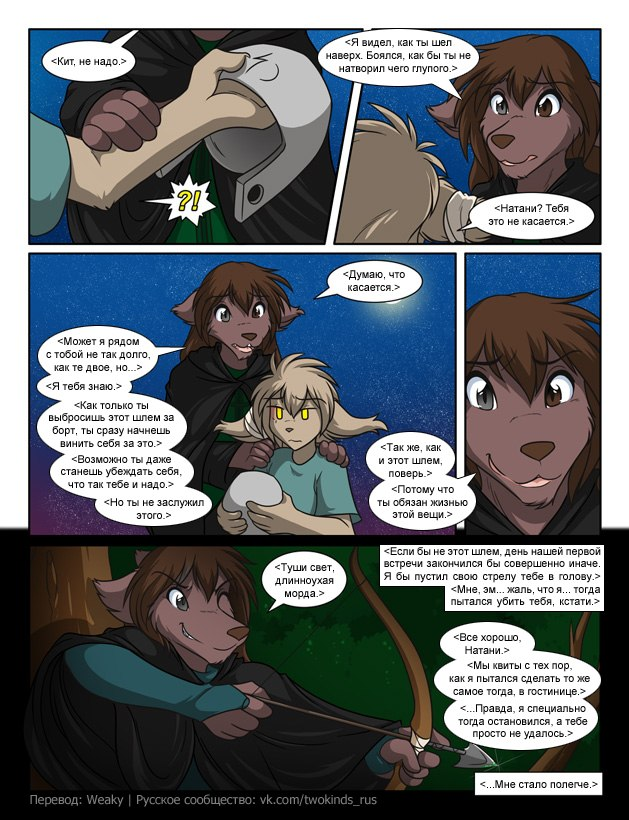 <Кит, не надо.>
<Я видел, как ты шел
наверх. Боялся, как бы ты не
натворил чего глупого.>
?!
<Натани? Тебя
это не касается.>
<Думаю, что
касается.>
<Может я рядом
с тобой не так долго,
как те двое, но...>
<Я тебя знаю.>
<Как только ты
выбросишь этот шлем за
борт, ты сразу начнешь
винить себя за это.>
<Возможно ты даже
станешь убеждать себя,
что так тебе и надо.>
<Но ты не заслужил
этого.>
<Так же, как
и этот шлем,
поверь.>
<Потому что
ты обязан жизнью
этой вещи.>
<Если бы не этот шлем, день нашей первой
встречи закончился бы совершенно иначе.
Я бы пустил свою стрелу тебе в голову.>
<Мне, эм... жаль, что я... тогда
пытался убить тебя, кстати.>
<Туши свет,
длинноухая
морда.>
<Все хорошо,
Натани.>
<Мы квиты с тех пор,
как я пытался сделать то же
самое тогда, в гостинице.>
<...Правда, я специально
тогда остановился, а тебе
просто не удалось.>
<...Мне стало полегче.>
Перевод: Weaky | Русское сообщество: vk.com/twokinds_rus